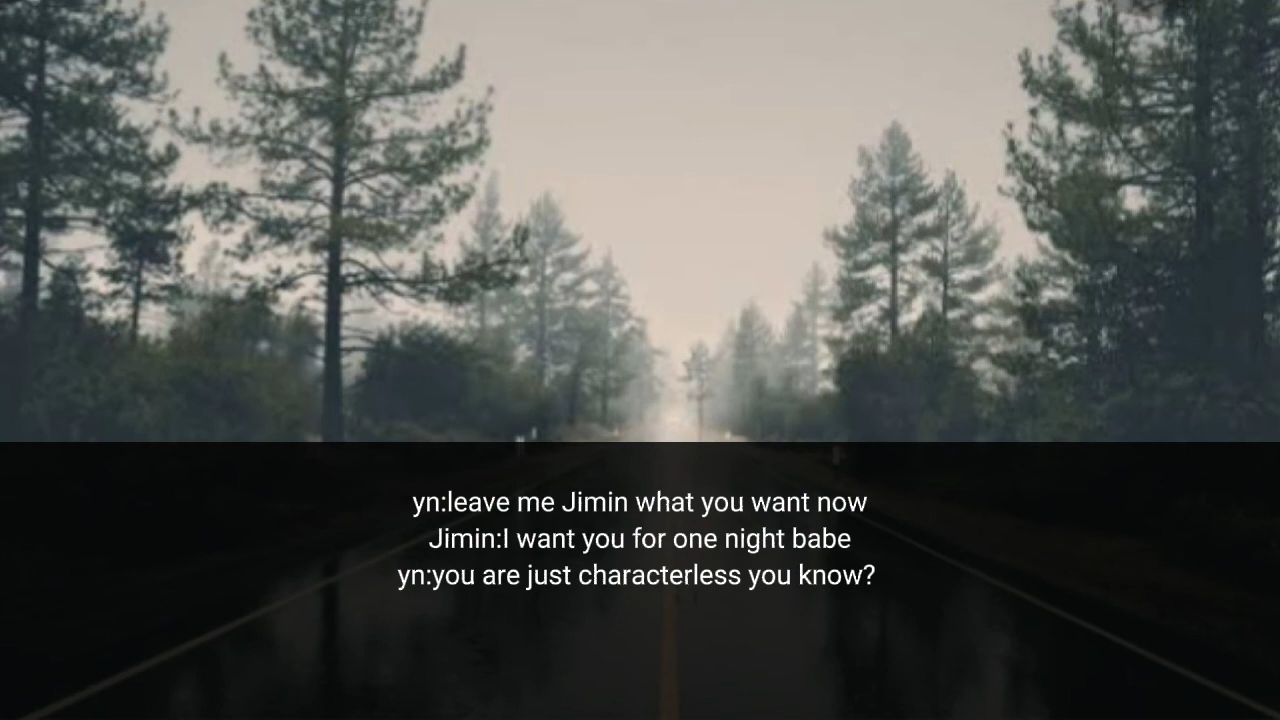 yn:leave me Jimin what you want now
Jimin:I want you for one night babe
yn:you are just characterless you know?